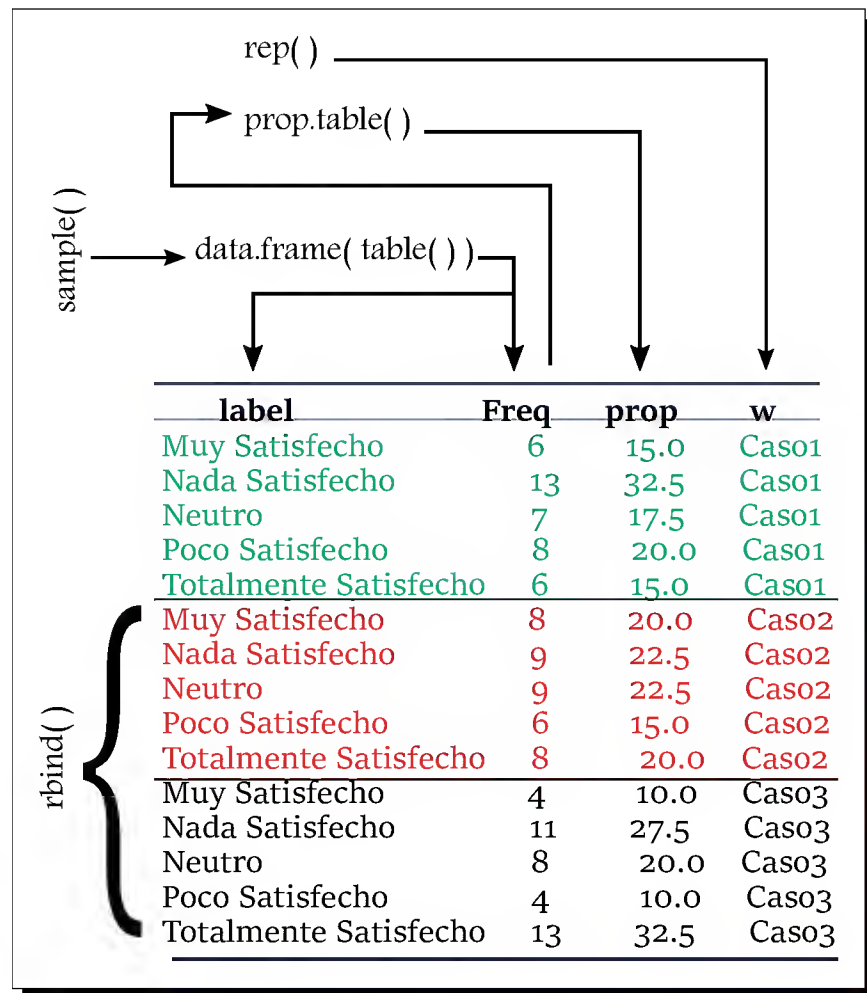 rep( )
prop.table( )
sample( )
data.frame( table( ) )
label Freq prop w
Muy Satisfecho 6 15.0 Caso1
Nada Satisfecho 13 32.5 Caso1
Neutro 7 17.5 Caso1
Poco Satisfecho 8 20.0 Caso1
Totalmente Satisfecho 6 15.0 Caso1
rbind( )
Muy Satisfecho 8 20.0 Caso2
Nada Satisfecho 9 22.5 Caso2
Neutro 9 22.5 Caso2
Poco Satisfecho 6 15.0 Caso2
Totalmente Satisfecho 8 20.0 Caso2
Muy Satisfecho 4 10.0 Caso3
Nada Satisfecho 11 27.5 Caso3
Neutro 8 20.0 Caso3
Poco Satisfecho 4 10.0 Caso3
Totalmente Satisfecho 13 32.5 Caso3